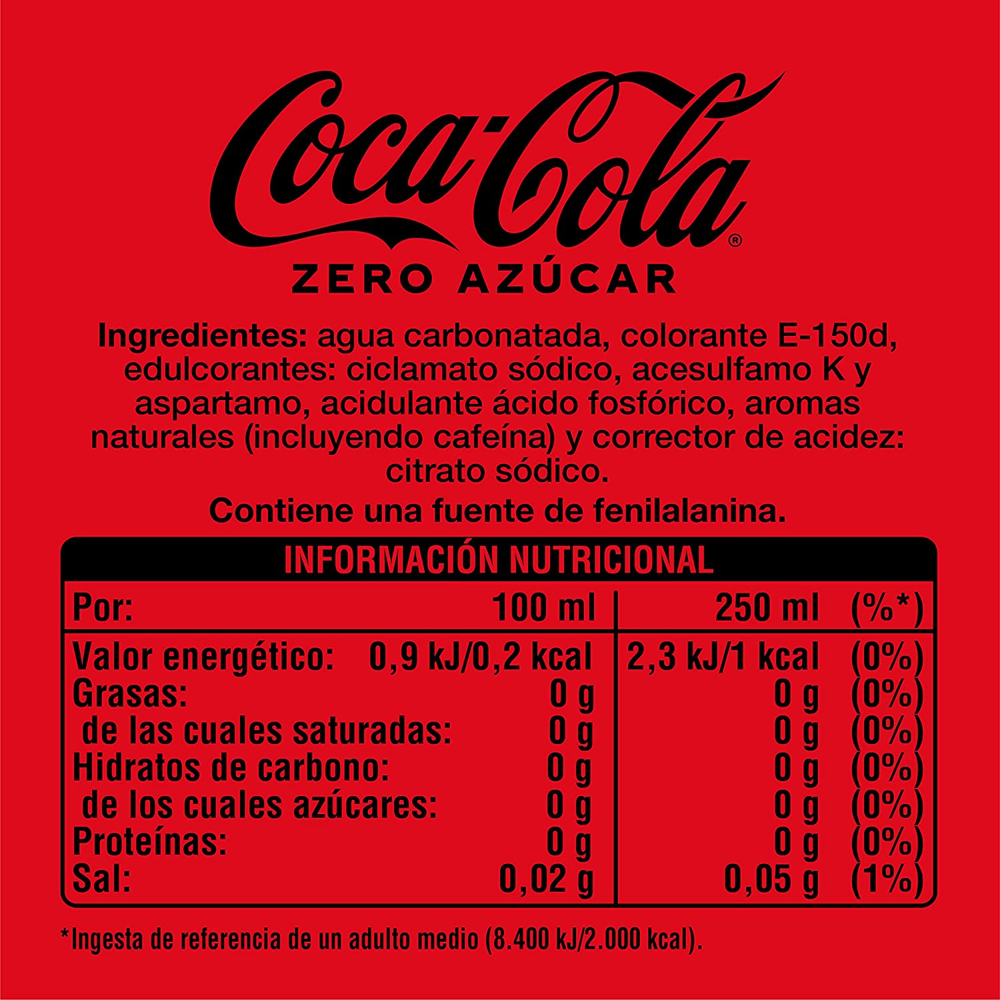 Coca-Cola®
ZERO AZÚCAR
Ingredientes: agua carbonatada, colorante E-150d,
edulcorantes: ciclamato sódico, acesulfamo K y
aspartamo, acidulante ácido fosfórico, aromas
naturales (incluyendo cafeína) y corrector de acidez:
citrato sódico.
Contiene una fuente de fenilalanina.
INFORMACIÓN NUTRICIONAL
Por: 100 ml 250 ml (%*)
Valor energético: 0,9 kJ/0,2 kcal 2,3 kJ/1 kcal (0%)
Grasas: 0 g 0 g (0%)
de las cuales saturadas: 0 g 0 g (0%)
Hidratos de carbono: 0 g 0 g (0%)
de los cuales azúcares: 0 g 0 g (0%)
Proteínas: 0 g 0 g (0%)
Sal: 0,02 g 0,05 g (1%)
*Ingesta de referencia de un adulto medio (8.400 kJ/2.000 kcal).